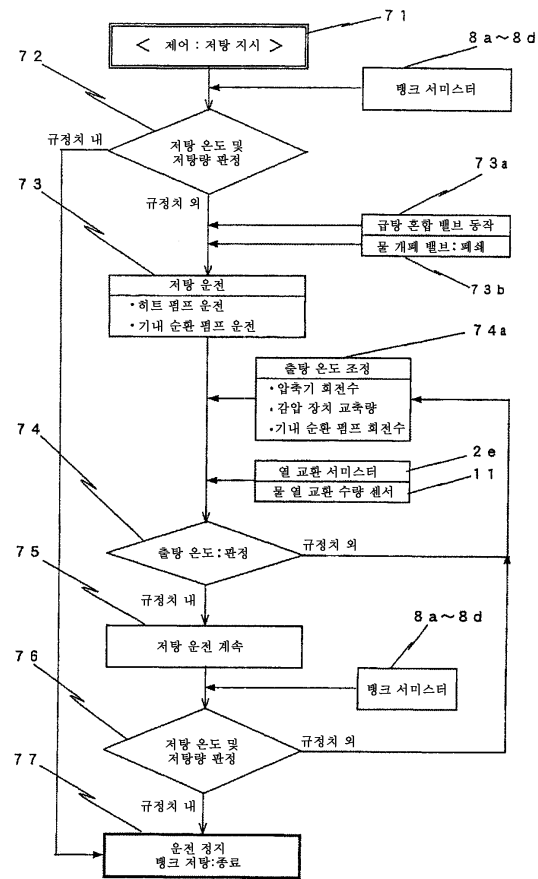 71
< 제어 : 저탕 지시 >
72
8a~8d
탱크 서미스터
규정치 내
저탕 온도 및
저탕량 판정
73
규정치 외
73a
급탕 혼합 밸브 동작
물 개폐 밸브:폐쇄
73b
저탕 운전
•히트 펌프 운전
•기내 순환 펌프 운전
74a
출탕 온도 조정
•압축기 회전수
•감압 장치 교축량
•기내 순환 펌프 회전수
74
2e
열 교환 서미스터
11
물 열 교환 수량 센서
출탕 온도:판정
규정치 외
75
규정치 내
저탕 운전 계속
8a~8d
76
탱크 서미스터
저탕 온도 및
저탕량 판정
규정치 외
77
규정치 내
운전 정지
탱크 저탕:종료